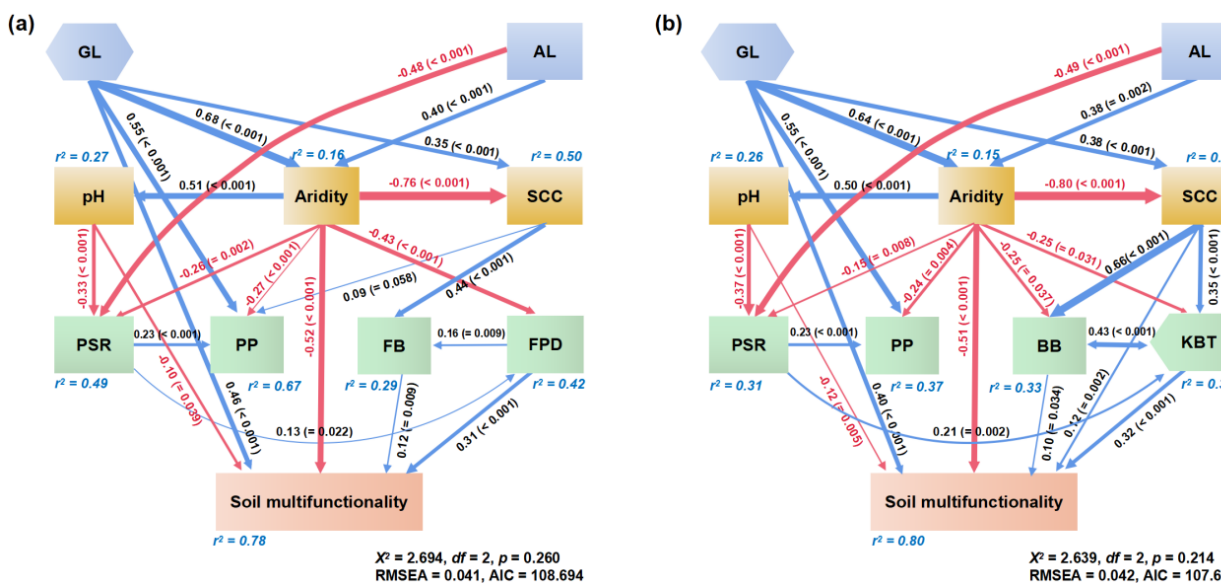 (a)
GL
AL
-0.48 (< 0.001)
0.40 (< 0.001)
0.68 (< 0.001)
0.55 (< 0.001)
0.35 (< 0.001)
r² = 0.27
r² = 0.16
r² = 0.50
pH
0.51 (< 0.001)
Aridity
-0.76 (< 0.001)
SCC
-0.33 (< 0.001)
-0.26 (= 0.002)
-0.27 (< 0.001)
-0.43 (< 0.001)
0.09 (= 0.058)
0.44 (< 0.001)
-0.52 (< 0.001)
PSR
0.23 (< 0.001)
PP
FB
0.16 (= 0.009)
FPD
r² = 0.49
r² = 0.67
r² = 0.29
r² = 0.42
-0.10 (= 0.039)
0.46 (< 0.001)
0.13 (= 0.022)
0.12 (= 0.009)
0.31 (< 0.001)
Soil multifunctionality
r² = 0.78
X² = 2.694, df = 2, p = 0.260
RMSEA = 0.041, AIC = 108.694
(b)
GL
AL
-0.49 (< 0.001)
0.38 (= 0.002)
0.64 (< 0.001)
0.55 (< 0.001)
0.38 (< 0.001)
r² = 0.26
r² = 0.15
pH
0.50 (< 0.001)
Aridity
-0.80 (< 0.001)
SCC
-0.37 (< 0.001)
-0.15 (= 0.008)
-0.24 (= 0.004)
-0.25 (= 0.037)
-0.25 (= 0.031)
0.66(<0.001)
0.35 (< 0.001)
-0.51 (< 0.001)
PSR
0.23 (< 0.001)
PP
BB
0.43 (<0.001)
KBT
r² = 0.31
r² = 0.37
r² = 0.33
-0.12 (= 0.005)
0.40 (< 0.001)
0.21 (= 0.002)
0.10 (= 0.034)
0.12 (= 0.002)
0.32 (< 0.001)
Soil multifunctionality
r² = 0.80
X² = 2.639, df = 2, p = 0.214
RMSEA = 0.042, AIC = 107.6